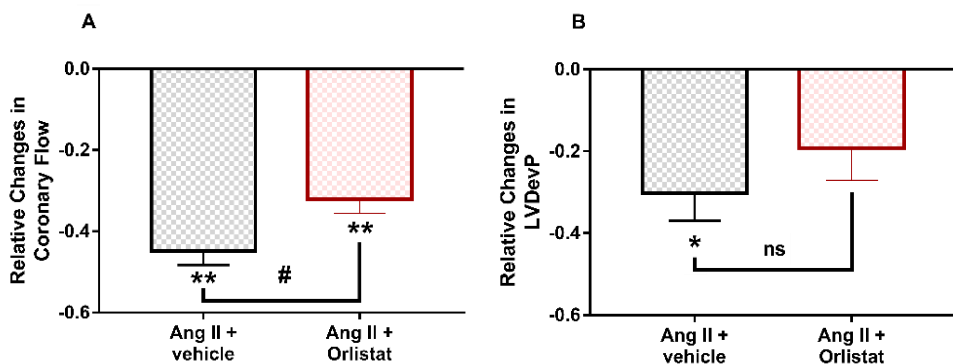 A
Relative Changes in
Coronary Flow
0.0
-0.2
-0.4
-0.6
**
**
#
Ang II +
vehicle
Ang II +
Orlistat
B
Relative Changes in
LVDevP
0.0
-0.2
-0.4
-0.6
*
ns
Ang II +
vehicle
Ang II +
Orlistat